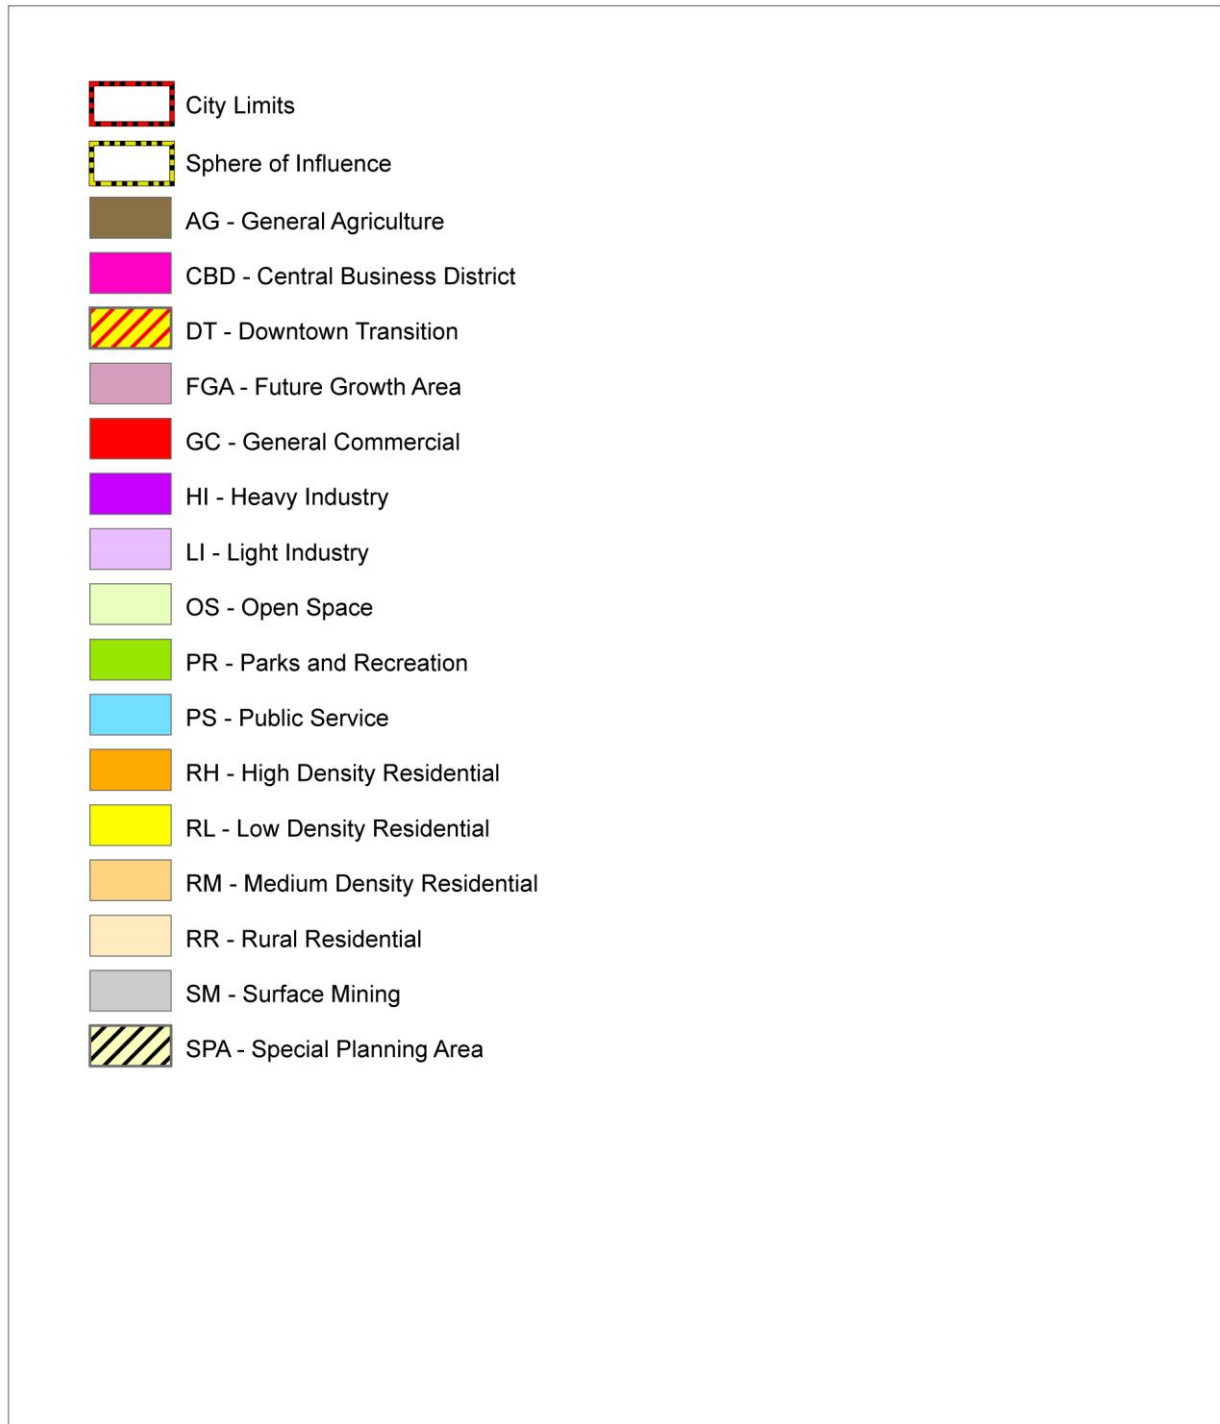 City Limits
Sphere of Influence
AG - General Agriculture
CBD - Central Business District
DT - Downtown Transition
FGA - Future Growth Area
GC - General Commercial
HI - Heavy Industry
LI - Light Industry
OS - Open Space
PR - Parks and Recreation
PS - Public Service
RH - High Density Residential
RL - Low Density Residential
RM - Medium Density Residential
RR - Rural Residential
SM - Surface Mining
SPA - Special Planning Area